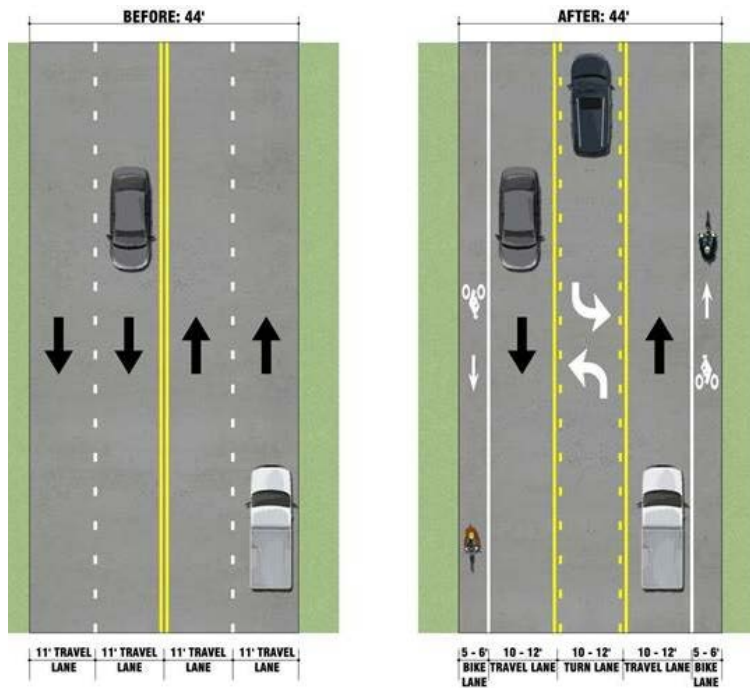 BEFORE: 44'
11' TRAVEL
LANE
11' TRAVEL
LANE
11' TRAVEL
LANE
11' TRAVEL
LANE
AFTER: 44'
5 - 6'
BIKE
LANE
10 - 12'
TRAVEL LANE
10 - 12'
TURN LANE
10 - 12'
TRAVEL LANE
5 - 6'
BIKE
LANE